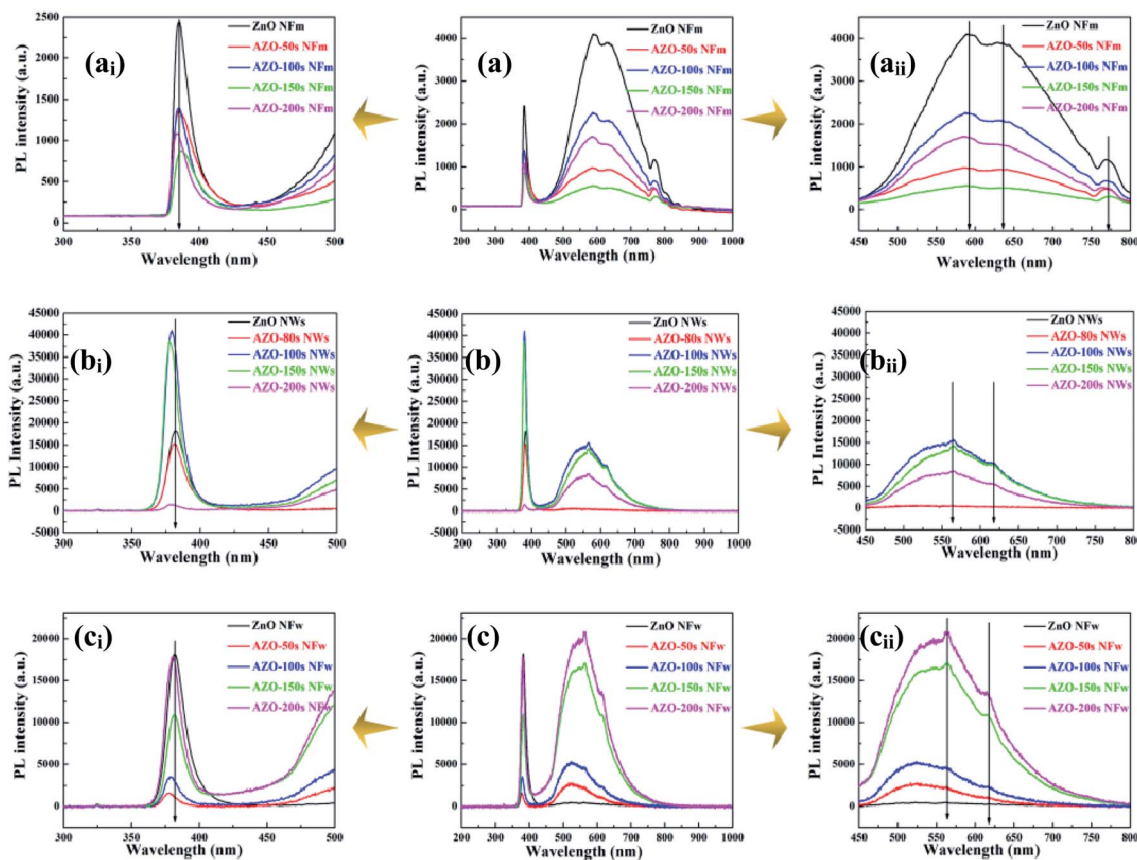 (aᵢ)
PL intensity (a.u.)
2500
2000
1500
1250
1000
750
500
250
0
ZnO NFm
AZO-50s NFm
AZO-100s NFm
AZO-150s NFm
AZO-200s NFm
300 350 400 450 500
Wavelength (nm)
(a)
PL intensity (a.u.)
4000
3000
2000
1000
0
ZnO NFm
AZO-50s NFm
AZO-100s NFm
AZO-150s NFm
AZO-200s NFm
200 300 400 500 600 700 800 900 1000
Wavelength (nm)
(aᵢᵢ)
PL intensity (a.u.)
4000
3000
2000
1000
0
ZnO NFm
AZO-50s NFm
AZO-100s NFm
AZO-150s NFm
AZO-200s NFm
450 500 550 600 650 700 750 800
Wavelength (nm)
(bᵢ)
PL Intensity (a.u.)
45000
40000
35000
30000
25000
20000
15000
10000
5000
0
-5000
ZnO NWs
AZO-80s NWs
AZO-100s NWs
AZO-150s NWs
AZO-200s NWs
300 350 400 450 500
Wavelength (nm)
(b)
PL Intensity (a.u.)
45000
40000
35000
30000
25000
20000
15000
10000
5000
0
-5000
ZnO NWs
AZO-80s NWs
AZO-100s NWs
AZO-150s NWs
AZO-200s NWs
200 300 400 500 600 700 800 900 1000
Wavelength (nm)
(bᵢᵢ)
PL Intensity (a.u.)
45000
40000
35000
30000
25000
20000
15000
10000
5000
0
-5000
ZnO NWs
AZO-80s NWs
AZO-100s NWs
AZO-150s NWs
AZO-200s NWs
450 500 550 600 650 700 750 800
Wavelength (nm)
(cᵢ)
PL intensity (a.u.)
20000
15000
10000
5000
0
ZnO NFw
AZO-50s NFw
AZO-100s NFw
AZO-150s NFw
AZO-200s NFw
300 350 400 450 500
Wavelength (nm)
(c)
PL intensity (a.u.)
20000
15000
10000
5000
0
ZnO NFw
AZO-50s NFw
AZO-100s NFw
AZO-150s NFw
AZO-200s NFw
200 300 400 500 600 700 800 900 1000
Wavelength (nm)
(cᵢᵢ)
PL intensity (a.u.)
20000
15000
10000
5000
0
ZnO NFw
AZO-50s NFw
AZO-100s NFw
AZO-150s NFw
AZO-200s NFw
450 500 550 600 650 700 750 800
Wavelength (nm)